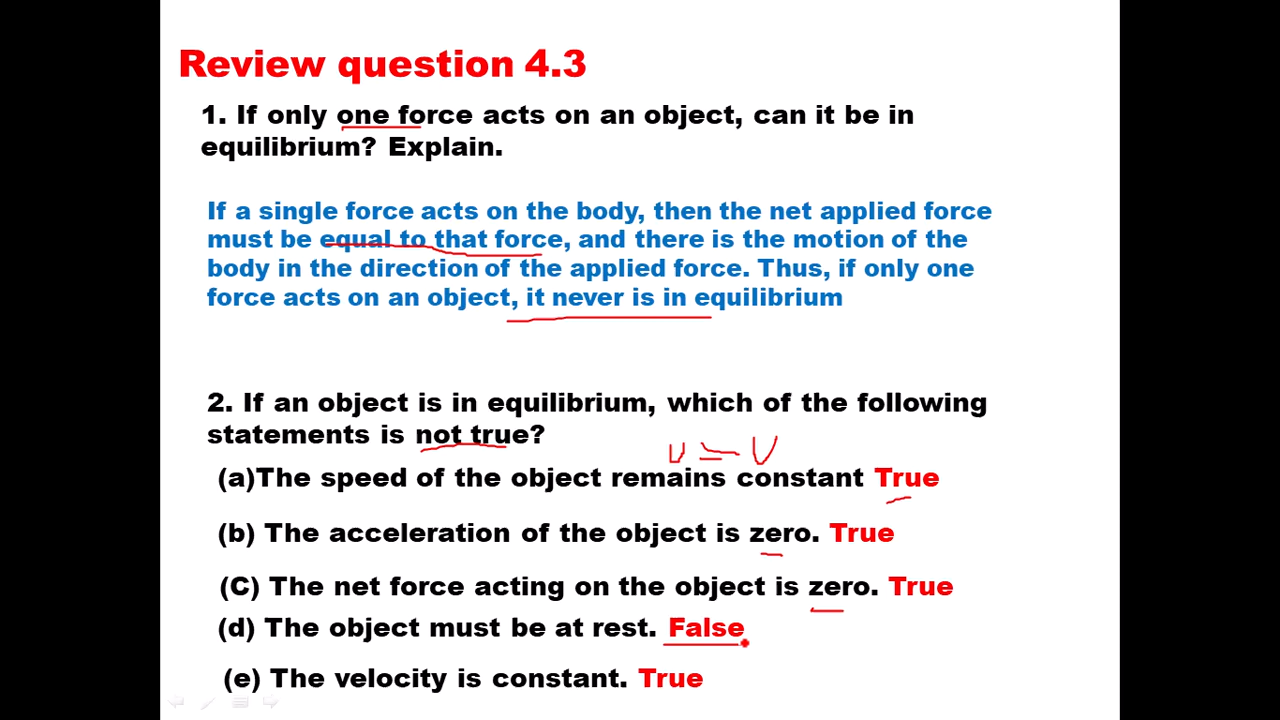 Review question 4.3
1. If only one force acts on an object, can it be in
equilibrium? Explain.
If a single force acts on the body, then the net applied force
must be equal to that force, and there is the motion of the
body in the direction of the applied force. Thus, if only one
force acts on an object, it never is in equilibrium
2. If an object is in equilibrium, which of the following
statements is not true?
u = v
(a)The speed of the object remains constant True
(b) The acceleration of the object is zero. True
(C) The net force acting on the object is zero. True
(d) The object must be at rest. False
(e) The velocity is constant. True